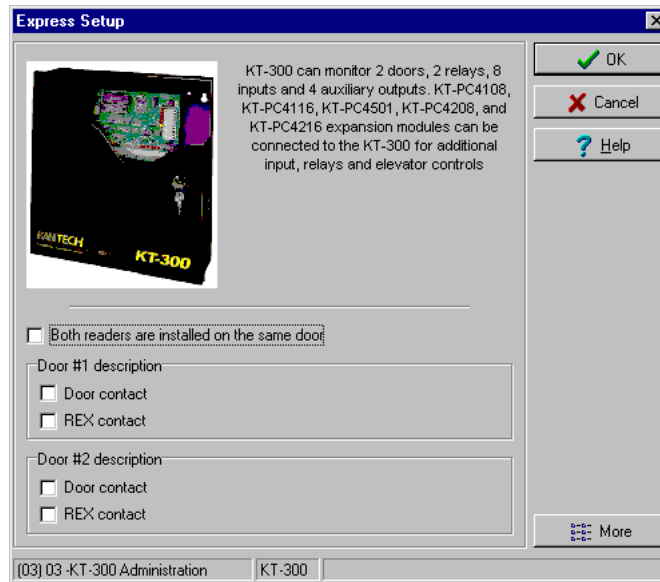 Express Setup
KT-300 can monitor 2 doors, 2 relays, 8
inputs and 4 auxiliary outputs. KT-PC4108,
KT-PC4116, KT-PC4501, KT-PC4208, and
KT-PC4216 expansion modules can be
connected to the KT-300 for additional
input, relays and elevator controls
KANTECH
KT-300
Both readers are installed on the same door
Door #1 description
Door contact
REX contact
Door #2 description
Door contact
REX contact
OK
Cancel
Help
More
(03) 03 -KT-300 Administration
KT-300